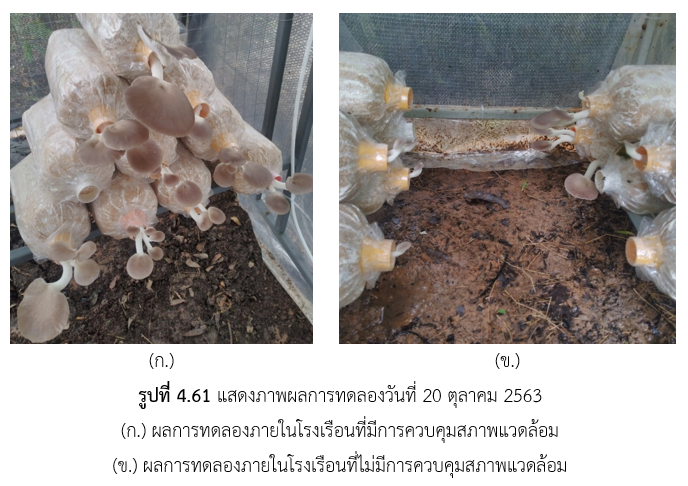 (ก.) (ข.)
รูปที่ 4.61 แสดงภาพผลการทดลองวันที่ 20 ตุลาคม 2563
(ก.) ผลการทดลองภายในโรงเรือนที่มีการควบคุมสภาพแวดล้อม
(ข.) ผลการทดลองภายในโรงเรือนที่ไม่มีการควบคุมสภาพแวดล้อม